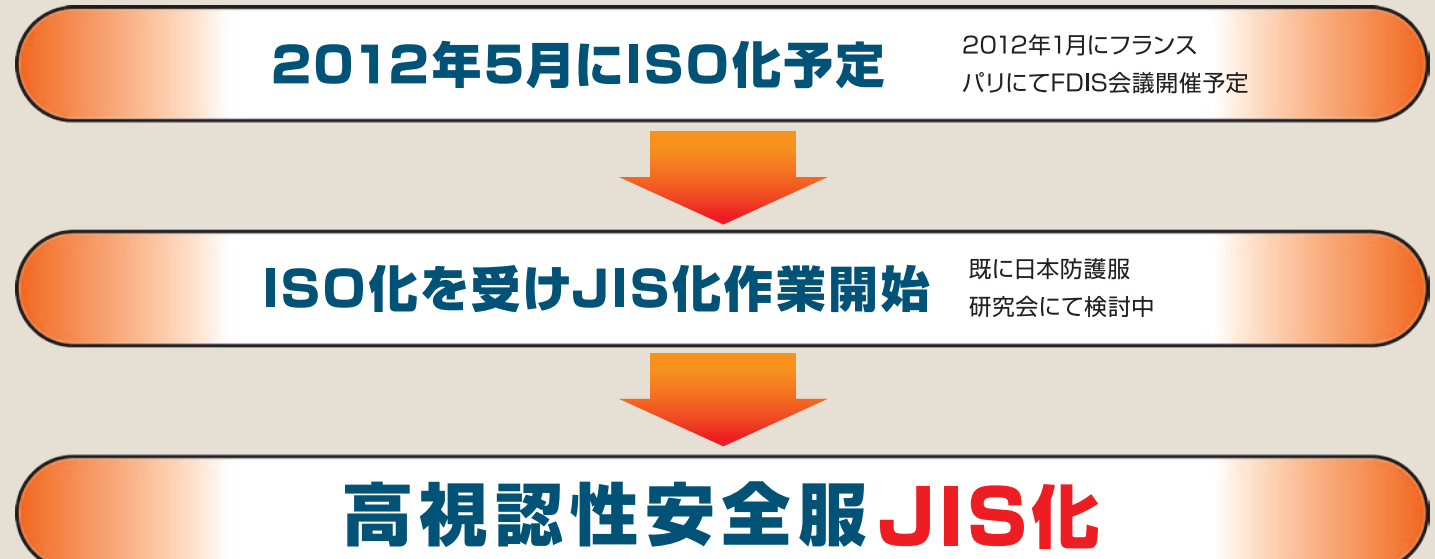 2012年5月にISO化予定
2012年1月にフランス
パリにてFDIS会議開催予定
ISO化を受けJIS化作業開始
既に日本防護服
研究会にて検討中
高視認性安全服JIS化